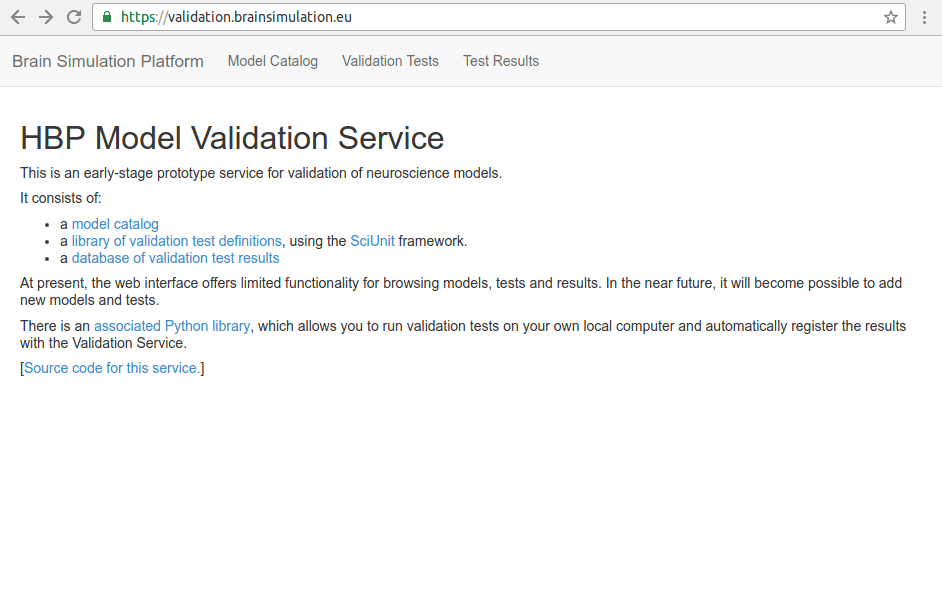 https://validation.brainsimulation.eu
Brain Simulation Platform Model Catalog Validation Tests Test Results
HBP Model Validation Service
This is an early-stage prototype service for validation of neuroscience models.
It consists of:
• a model catalog
• a library of validation test definitions, using the SciUnit framework.
• a database of validation test results
At present, the web interface offers limited functionality for browsing models, tests and results. In the near future, it will become possible to add
new models and tests.
There is an associated Python library, which allows you to run validation tests on your own local computer and automatically register the results
with the Validation Service.
[Source code for this service.]